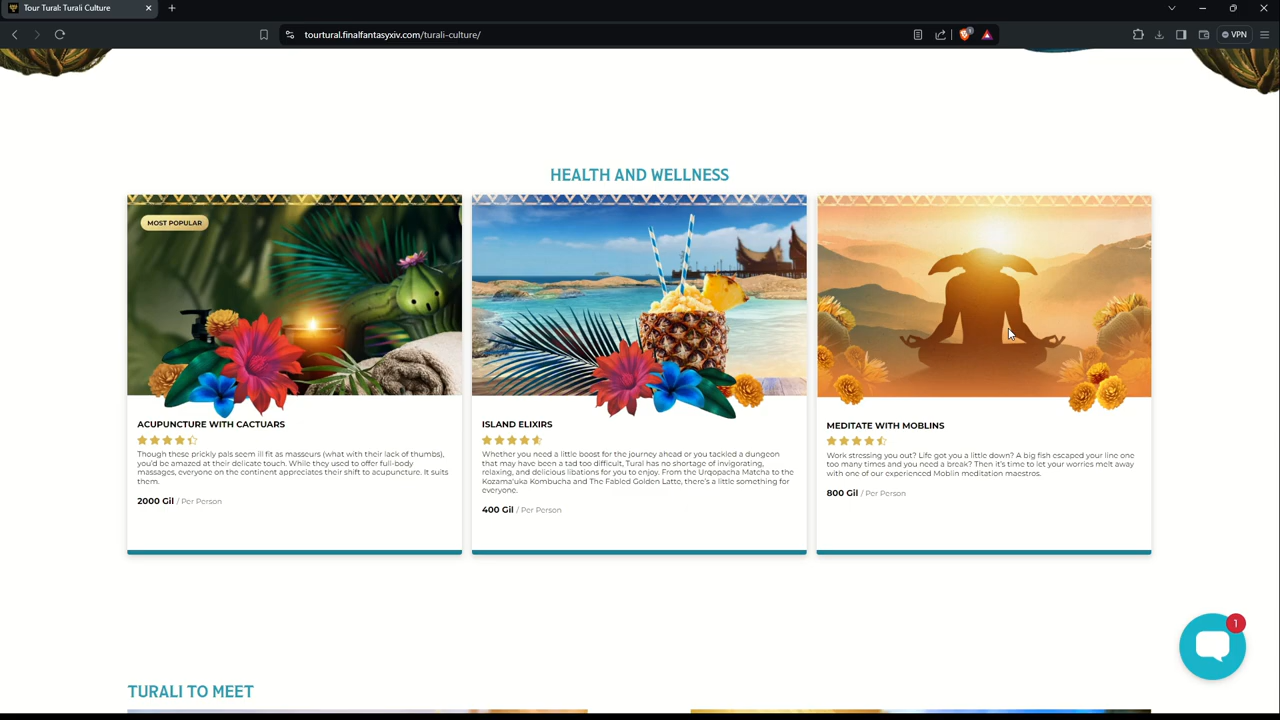 Tour Tural: Turali Culture
tourtural.finalfantasyxiv.com/turali-culture/
1
VPN
HEALTH AND WELLNESS
MOST POPULAR
ACUPUNCTURE WITH CACTUARS
Though these prickly pals seem ill fit as masseurs (what with their lack of thumbs),
you'd be amazed at their delicate touch. While they used to offer full-body
massages, everyone on the continent appreciates their shift to acupuncture. It suits
them.
2000 Gil / Per Person
ISLAND ELIXIRS
Whether you need a little boost for the journey ahead or you tackled a dungeon
that may have been a tad too difficult, Tural has no shortage of invigorating,
relaxing, and delicious libations for you to enjoy. From the Urqopacha Matcha to the
Kozama'uka Kombucha and The Fabled Golden Latte, there's a little something for
everyone.
400 Gil / Per Person
MEDITATE WITH MOBLINS
Work stressing you out? Life got you a little down? A big fish escaped your line one
too many times and you need a break? Then it's time to let your worries melt away
with one of our experienced Moblin meditation maestros.
800 Gil / Per Person
1
TURALI TO MEET